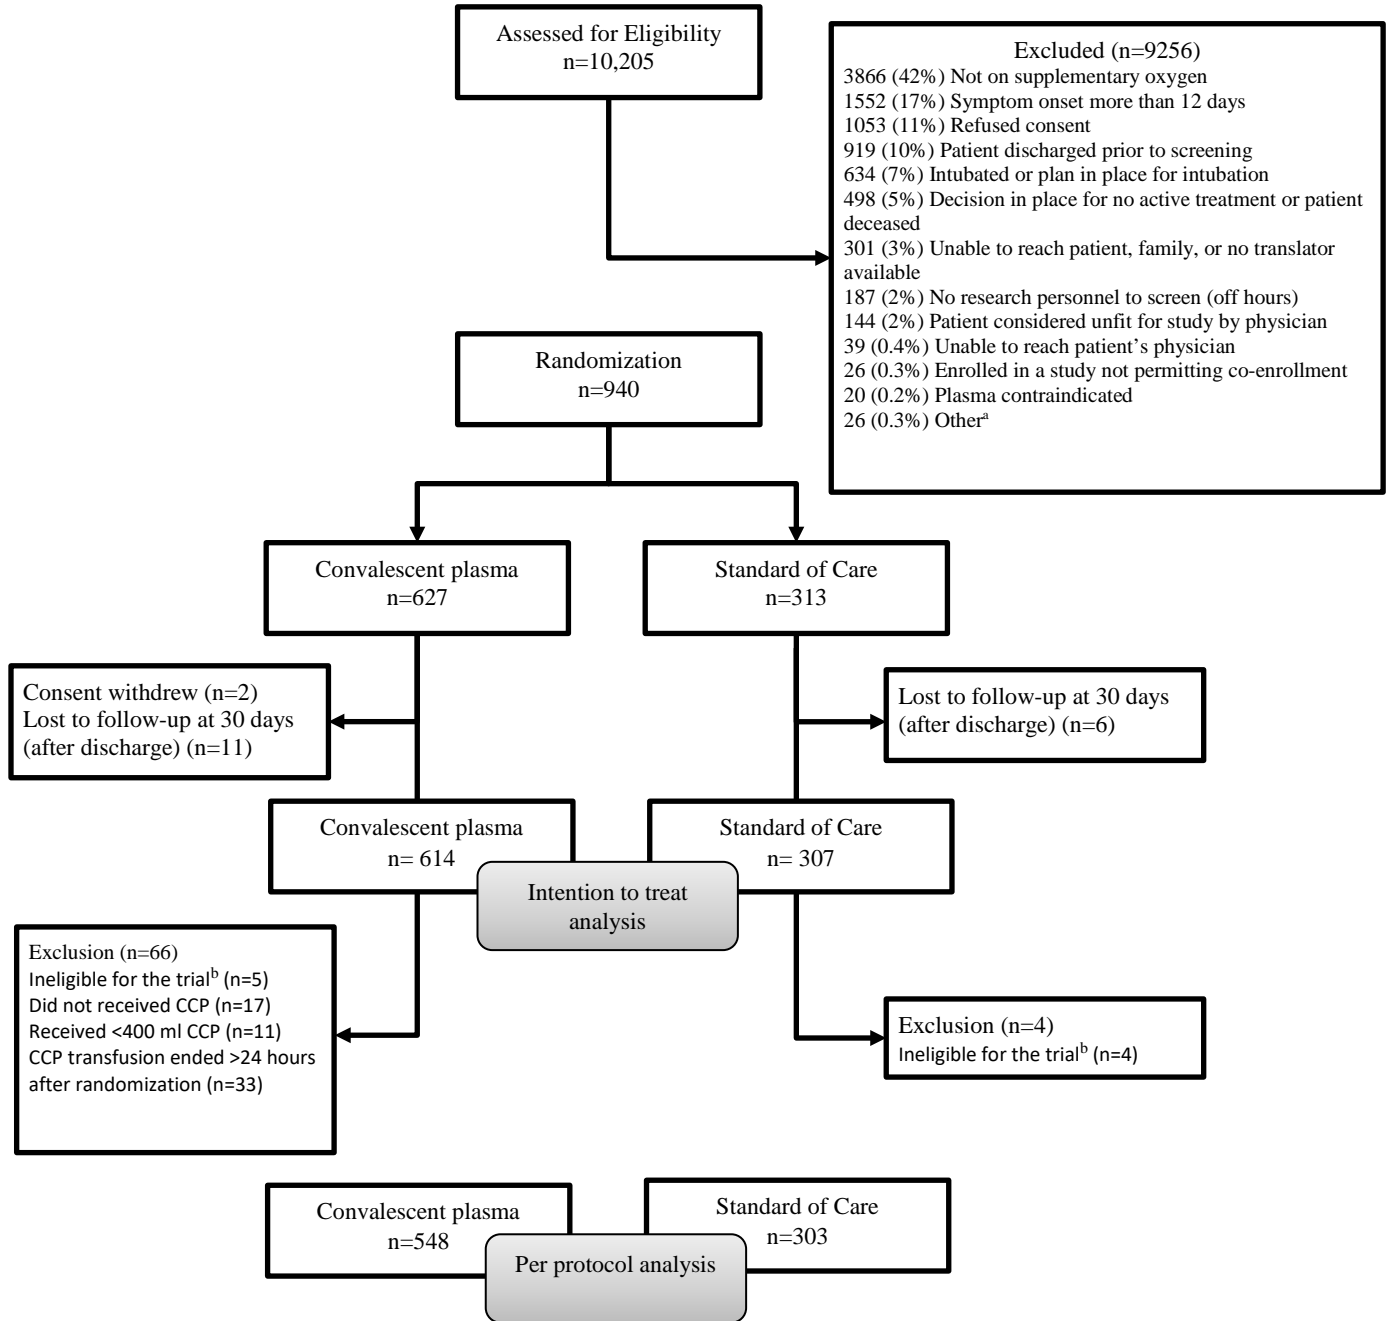 Assessed for Eligibility
n=10,205
Excluded (n=9256)
3866 (42%) Not on supplementary oxygen
1552 (17%) Symptom onset more than 12 days
1053 (11%) Refused consent
919 (10%) Patient discharged prior to screening
634 (7%) Intubated or plan in place for intubation
498 (5%) Decision in place for no active treatment or patient
deceased
301 (3%) Unable to reach patient, family, or no translator
available
187 (2%) No research personnel to screen (off hours)
144 (2%) Patient considered unfit for study by physician
39 (0.4%) Unable to reach patient’s physician
26 (0.3%) Enrolled in a study not permitting co-enrollment
20 (0.2%) Plasma contraindicated
26 (0.3%) Otherᵃ
Randomization
n=940
Convalescent plasma
n=627
Standard of Care
n=313
Consent withdrew (n=2)
Lost to follow-up at 30 days
(after discharge) (n=11)
Lost to follow-up at 30 days
(after discharge) (n=6)
Convalescent plasma
n= 614
Standard of Care
n= 307
Intention to treat
analysis
Exclusion (n=66)
Ineligible for the trialᵇ (n=5)
Did not received CCP (n=17)
Received <400 ml CCP (n=11)
CCP transfusion ended >24 hours
after randomization (n=33)
Exclusion (n=4)
Ineligible for the trialᵇ (n=4)
Convalescent plasma
n=548
Standard of Care
n=303
Per protocol analysis